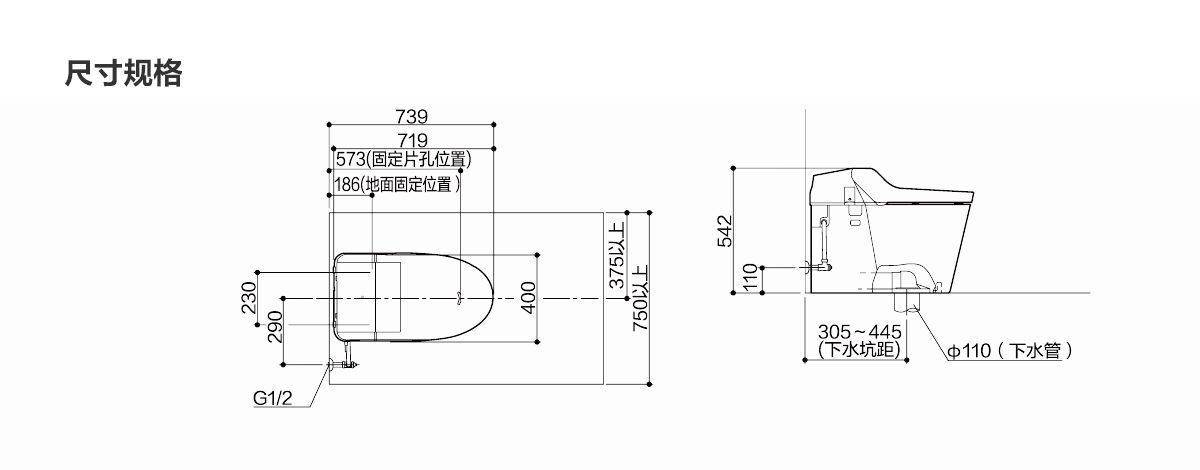 尺寸规格
739
719
573(固定片孔位置)
186(地面固定位置)
375以上
750以上
230
290
400
G1/2
542
110
305~445
(下水坑距)
φ110（下水管）